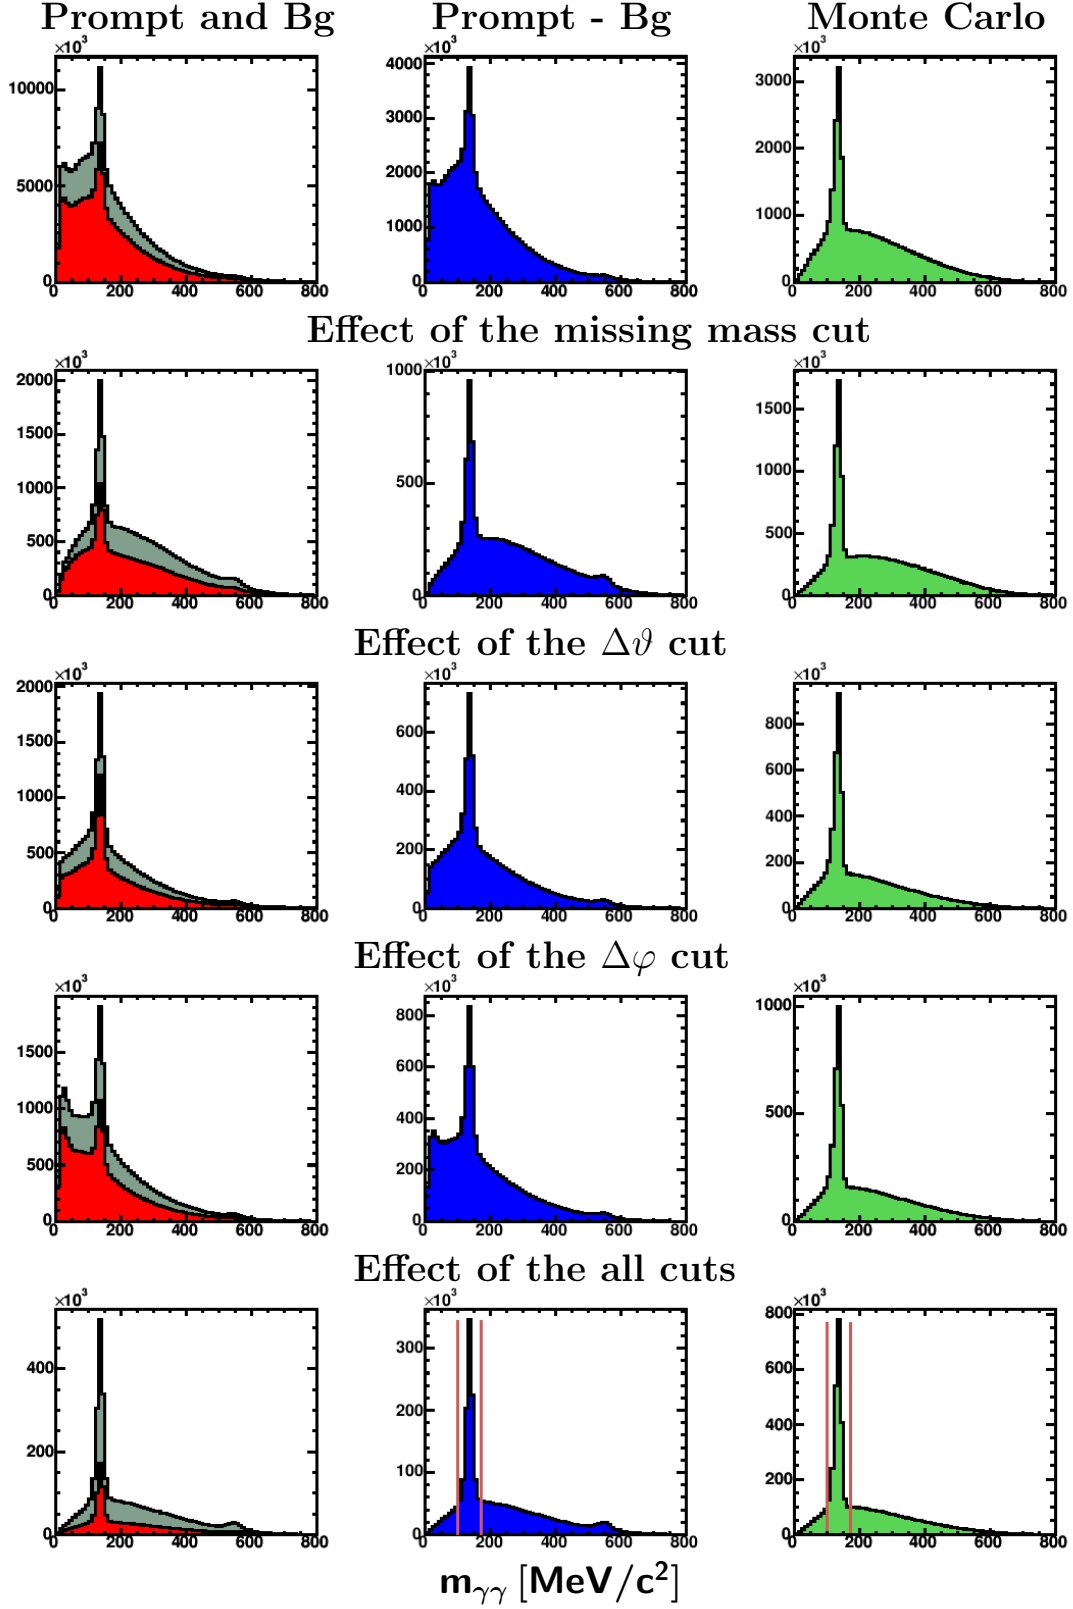 Prompt and Bg Prompt - Bg Monte Carlo
×10³ ×10³ ×10³
10000 5000 0
0 200 400 600 800
4000 3000 2000 1000 0
0 200 400 600 800
3000 2000 1000 0
0 200 400 600 800
Effect of the missing mass cut
×10³ ×10³ ×10³
2000 1500 1000 500 0
0 200 400 600 800
1000 500 0
0 200 400 600 800
1500 1000 500 0
0 200 400 600 800
Effect of the Δϑ cut
×10³ ×10³ ×10³
2000 1500 1000 500 0
0 200 400 600 800
600 400 200 0
0 200 400 600 800
800 600 400 200 0
0 200 400 600 800
Effect of the Δφ cut
×10³ ×10³ ×10³
1500 1000 500 0
0 200 400 600 800
800 600 400 200 0
0 200 400 600 800
1000 500 0
0 200 400 600 800
Effect of the all cuts
×10³ ×10³ ×10³
400 200 0
0 200 400 600 800
300 200 100 0
0 200 400 600 800
800 600 400 200 0
0 200 400 600 800
m_γγ [MeV/c²]